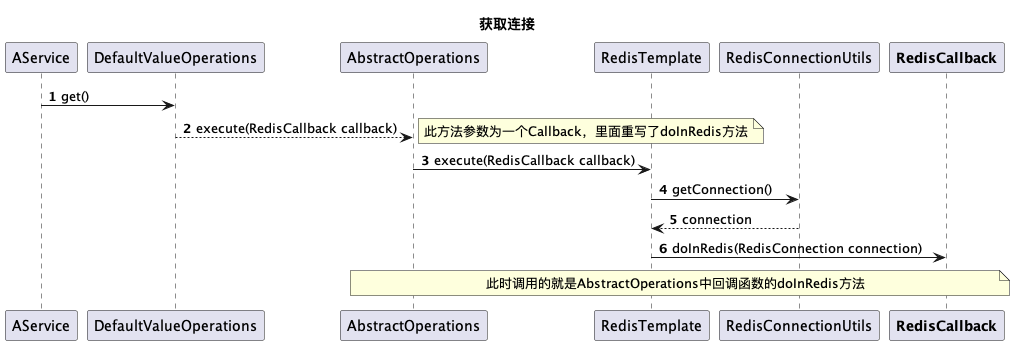 获取连接
AService
DefaultValueOperations
AbstractOperations
RedisTemplate
RedisConnectionUtils
RedisCallback
1 get()
2 execute(RedisCallback callback)
此方法参数为一个Callback，里面重写了doInRedis方法
3 execute(RedisCallback callback)
4 getConnection()
5 connection
6 doInRedis(RedisConnection connection)
此时调用的就是AbstractOperations中回调函数的doInRedis方法
AService
DefaultValueOperations
AbstractOperations
RedisTemplate
RedisConnectionUtils
RedisCallback